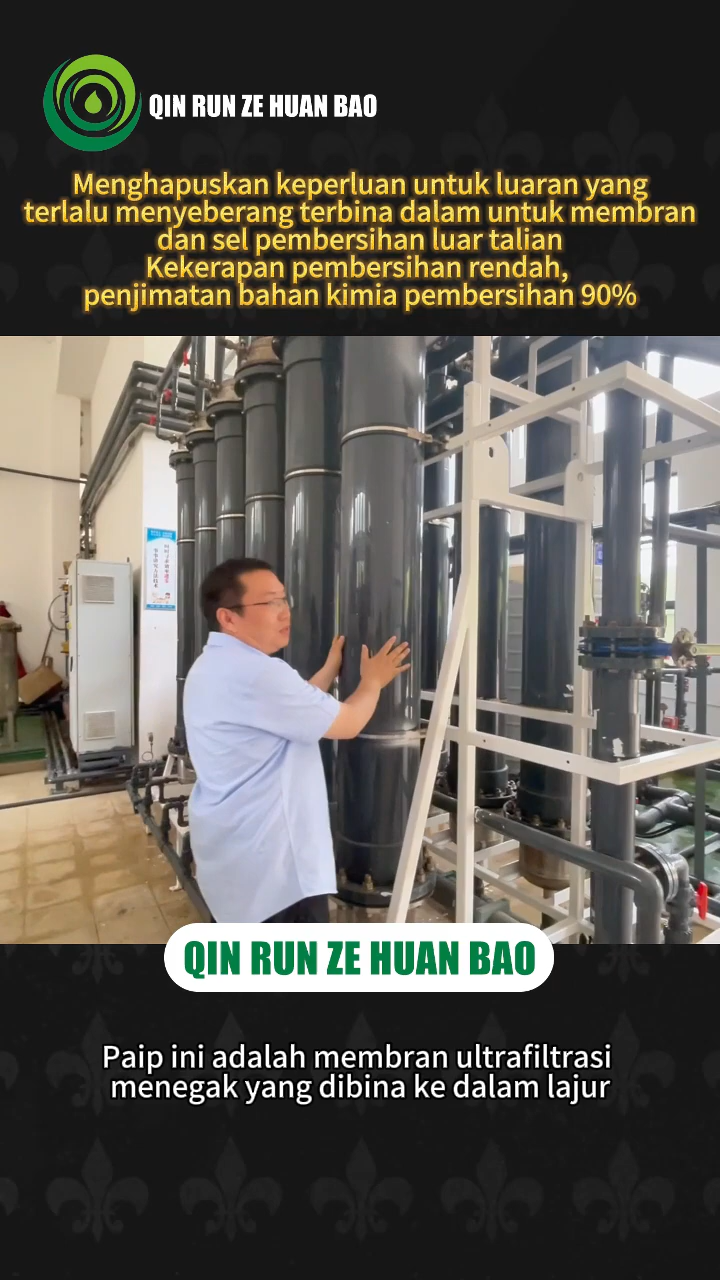 QIN RUN ZE HUAN BAO
Menghapuskan keperluan untuk luaran yang
terlalu menyeberang terbina dalam untuk membran
dan sel pembersihan luar talian
Kekerapan pembersihan rendah,
penjimatan bahan kimia pembersihan 90%
QIN RUN ZE HUAN BAO
Paip ini adalah membran ultrafiltrasi
menegak yang dibina ke dalam lajur